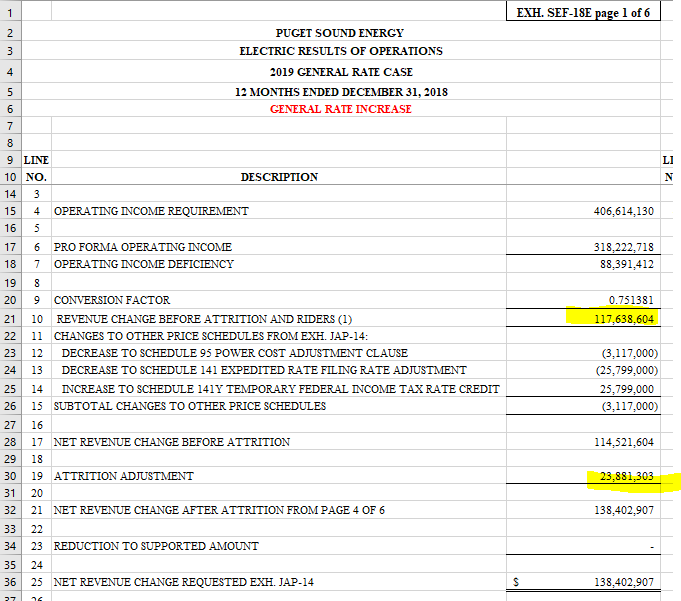 1 EXH. SEF-18E page 1 of 6
2 PUGET SOUND ENERGY
3 ELECTRIC RESULTS OF OPERATIONS
4 2019 GENERAL RATE CASE
5 12 MONTHS ENDED DECEMBER 31, 2018
6 GENERAL RATE INCREASE
7
8
9 LINE LI
10 NO. DESCRIPTION N
14 3
15 4 OPERATING INCOME REQUIREMENT 406,614,130
16 5
17 6 PRO FORMA OPERATING INCOME 318,222,718
18 7 OPERATING INCOME DEFICIENCY 88,391,412
19 8
20 9 CONVERSION FACTOR 0.751381
21 10 REVENUE CHANGE BEFORE ATTRITION AND RIDERS (1) 117,638,604
22 11 CHANGES TO OTHER PRICE SCHEDULES FROM EXH. JAP-14:
23 12 DECREASE TO SCHEDULE 95 POWER COST ADJUSTMENT CLAUSE (3,117,000)
24 13 DECREASE TO SCHEDULE 141 EXPEDITED RATE FILING RATE ADJUSTMENT (25,799,000)
25 14 INCREASE TO SCHEDULE 141Y TEMPORARY FEDERAL INCOME TAX RATE CREDIT 25,799,000
26 15 SUBTOTAL CHANGES TO OTHER PRICE SCHEDULES (3,117,000)
27 16
28 17 NET REVENUE CHANGE BEFORE ATTRITION 114,521,604
29 18
30 19 ATTRITION ADJUSTMENT 23,881,303
31 20
32 21 NET REVENUE CHANGE AFTER ATTRITION FROM PAGE 4 OF 6 138,402,907
33 22
34 23 REDUCTION TO SUPPORTED AMOUNT -
35 24
36 25 NET REVENUE CHANGE REQUESTED EXH. JAP-14 $ 138,402,907
37 26